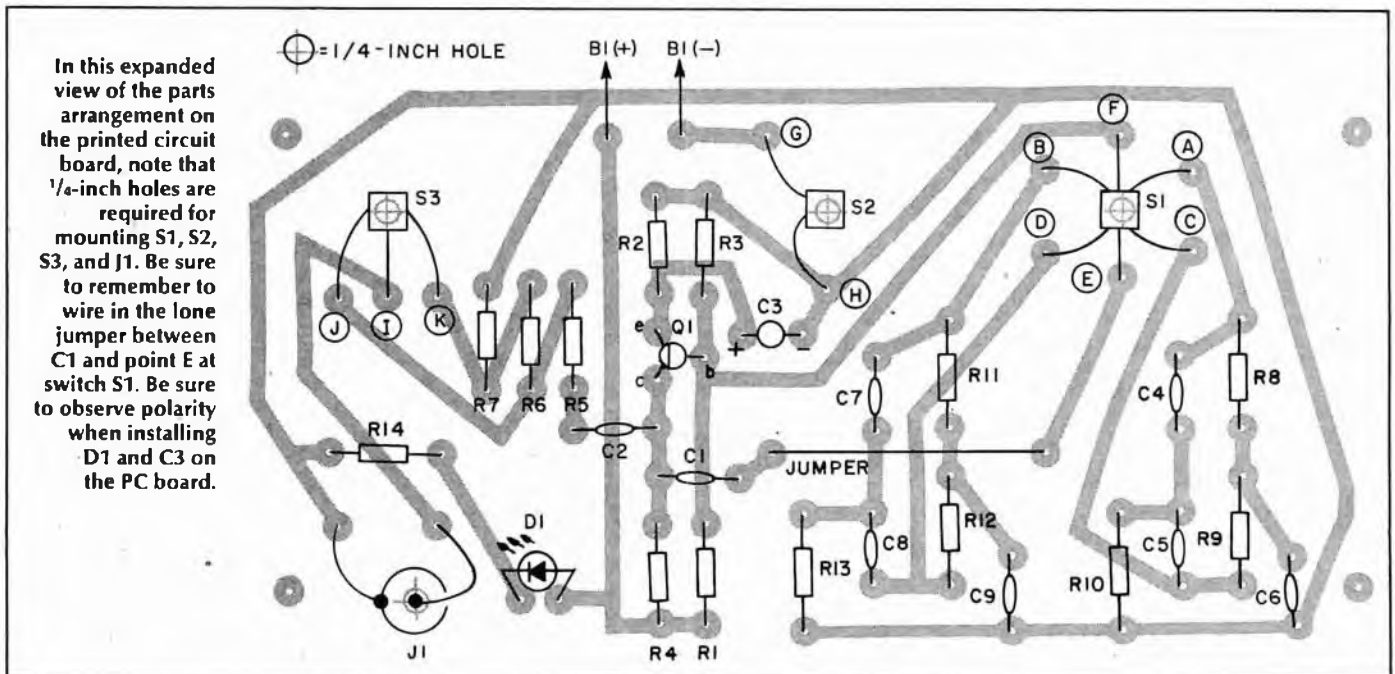 In this expanded
view of the parts
arrangement on
the printed circuit
board, note that
1/4-inch holes are
required for
mounting S1, S2,
S3, and J1. Be sure
to remember to
wire in the lone
jumper between
C1 and point E at
switch S1. Be sure
to observe polarity
when installing
D1 and C3 on
the PC board.
=1/4-INCH HOLE
B1(+)
B1(−)
G
F
B
A
S3
S2
S1
R2
R3
D
C
E
H
J
I
K
C3
Q1
e
+
−
b
c
R7
R6
R5
C7
R11
C4
R8
R14
C2
C1
JUMPER
D1
R13
C8
R12
C9
R10
C5
R9
C6
J1
R4
R1